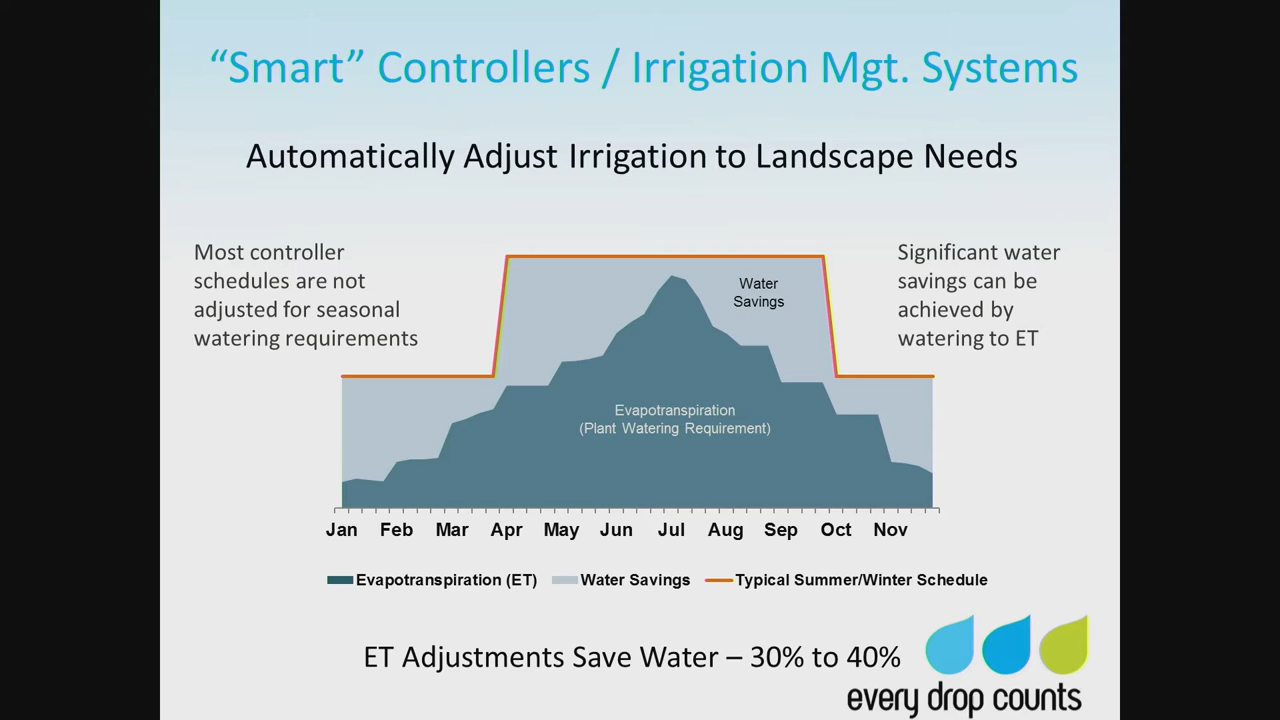 “Smart” Controllers / Irrigation Mgt. Systems
Automatically Adjust Irrigation to Landscape Needs
Most controller
schedules are not
adjusted for seasonal
watering requirements
Significant water
savings can be
achieved by
watering to ET
Water
Savings
Evapotranspiration
(Plant Watering Requirement)
Jan Feb Mar Apr May Jun Jul Aug Sep Oct Nov
Evapotranspiration (ET) Water Savings Typical Summer/Winter Schedule
ET Adjustments Save Water – 30% to 40%
every drop counts